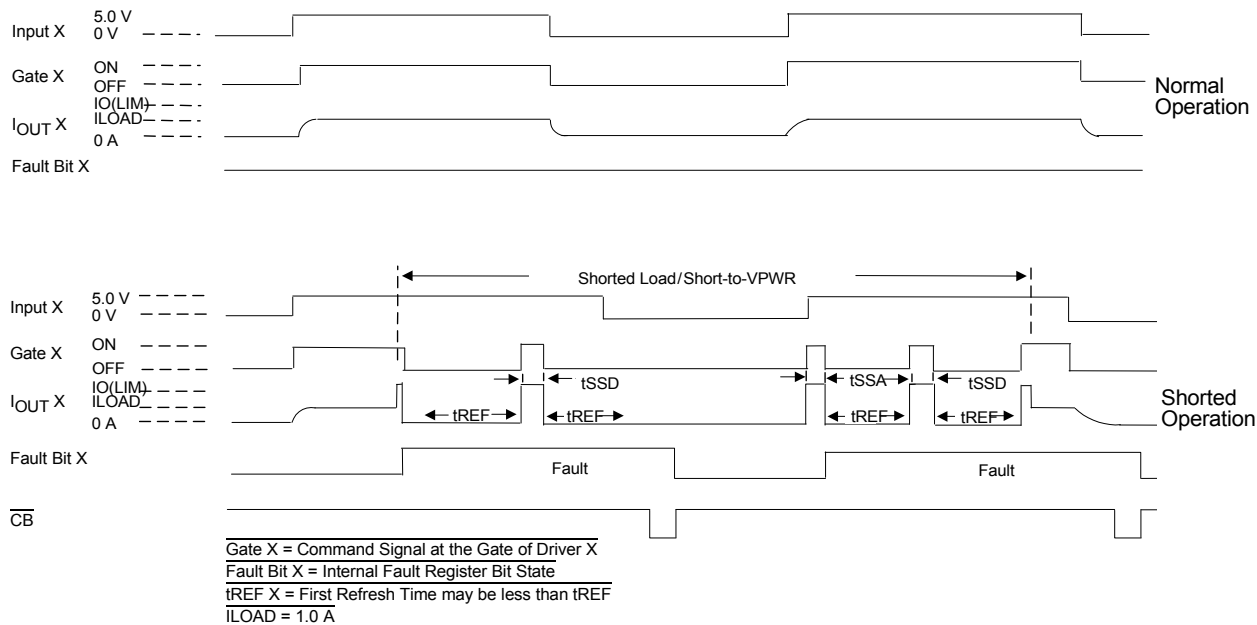 Input X
5.0 V
0 V
Gate X
ON
OFF
IOUT X
IO(LIM)
ILOAD
0 A
Fault Bit X
Normal
Operation
Shorted Load/Short-to-VPWR
Input X
5.0 V
0 V
Gate X
ON
OFF
tSSD
tSSA
tSSD
IOUT X
IO(LIM)
ILOAD
0 A
tREF
tREF
tREF
tREF
Shorted
Operation
Fault Bit X
Fault
Fault
CB
Gate X = Command Signal at the Gate of Driver X
Fault Bit X = Internal Fault Register Bit State
tREF X = First Refresh Time may be less than tREF
ILOAD = 1.0 A